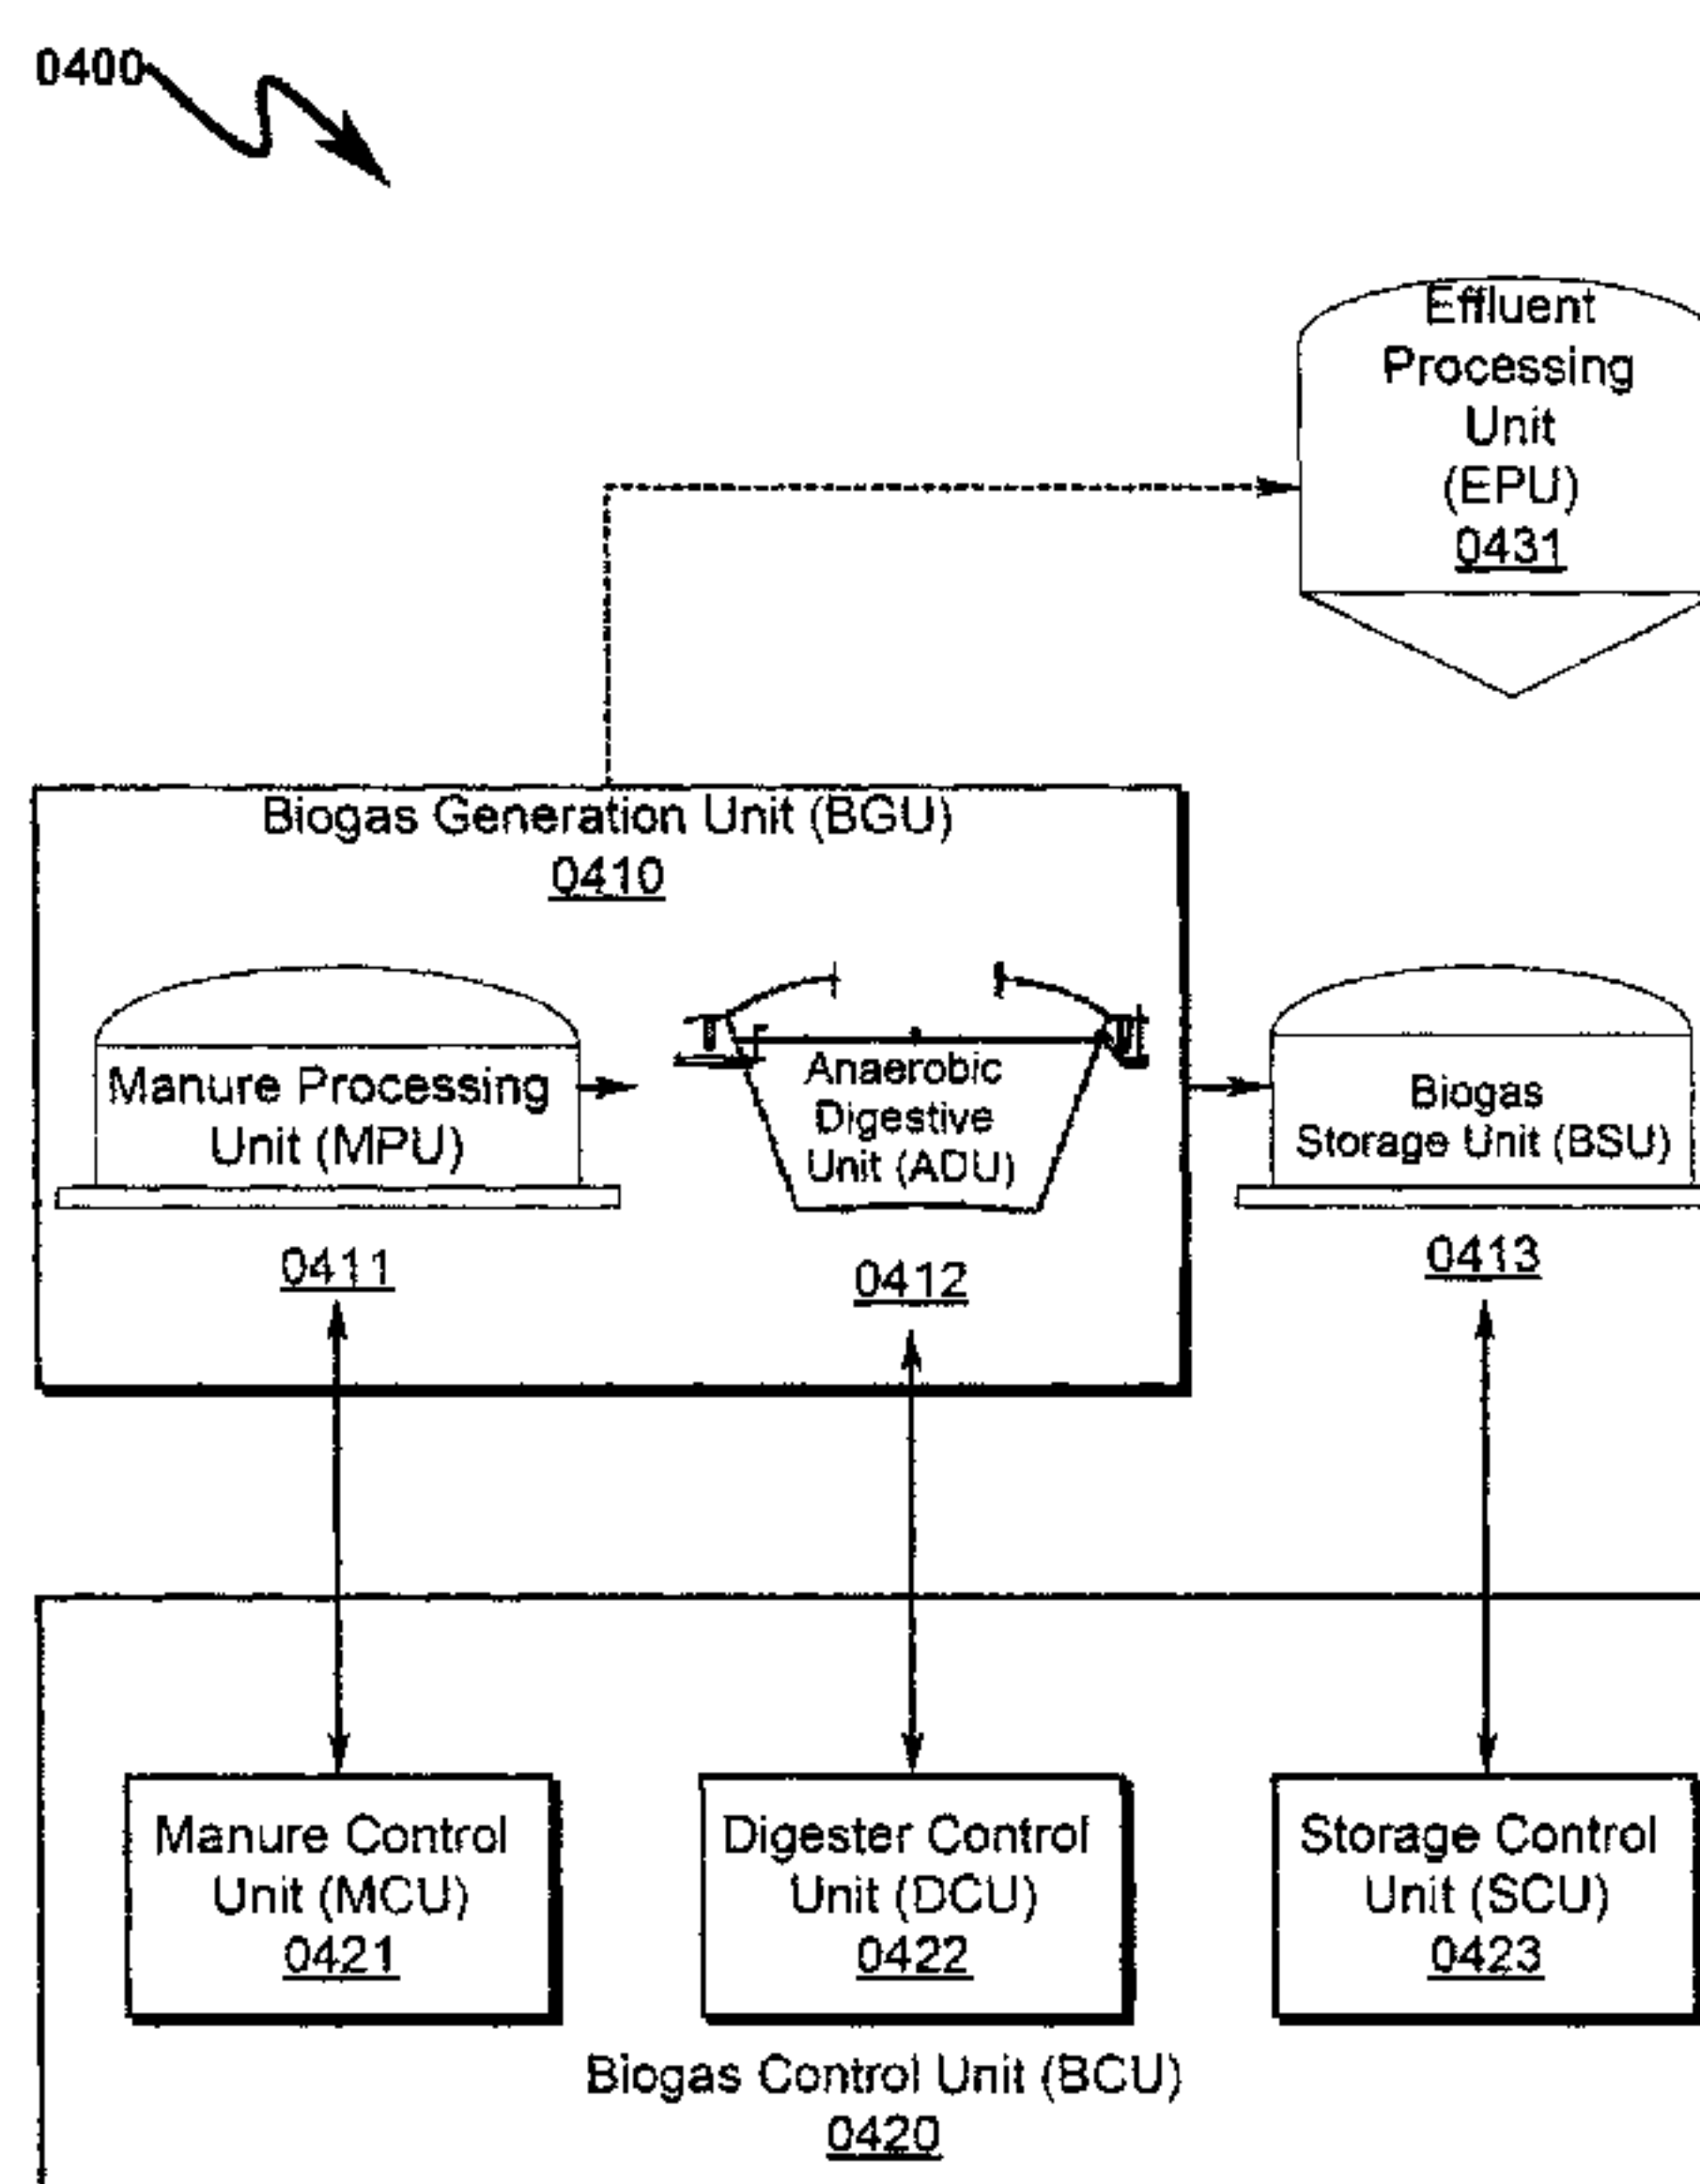 0400
Effluent
Processing
Unit
(EPU)
0431
Biogas Generation Unit (BGU)
0410
Manure Processing
Unit (MPU)
0411
Anaerobic
Digestive
Unit (ADU)
0412
Biogas
Storage Unit (BSU)
0413
Manure Control
Unit (MCU)
0421
Digester Control
Unit (DCU)
0422
Storage Control
Unit (SCU)
0423
Biogas Control Unit (BCU)
0420